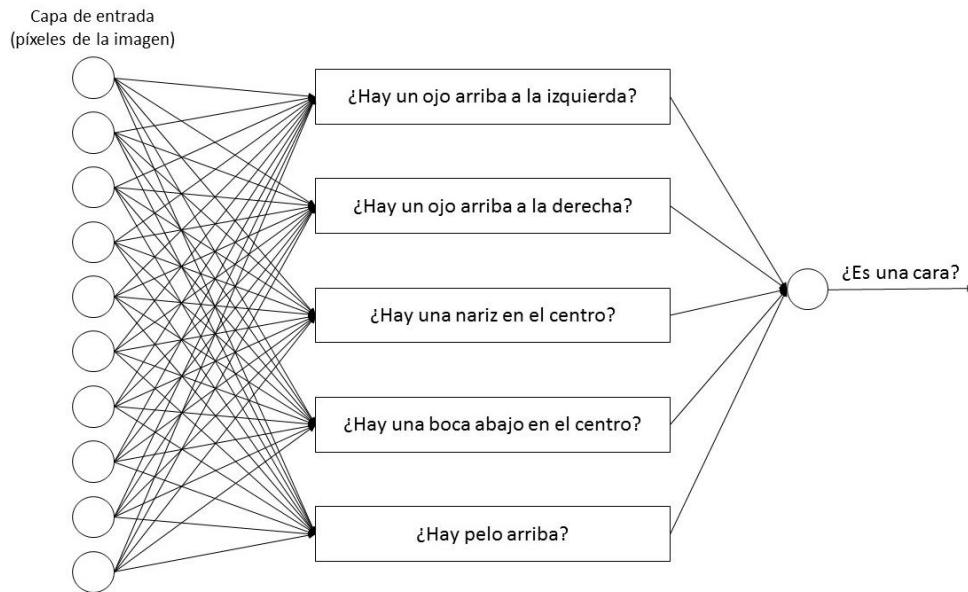 Capa de entrada
(píxeles de la imagen)
¿Hay un ojo arriba a la izquierda?
¿Hay un ojo arriba a la derecha?
¿Hay una nariz en el centro?
¿Hay una boca abajo en el centro?
¿Hay pelo arriba?
¿Es una cara?